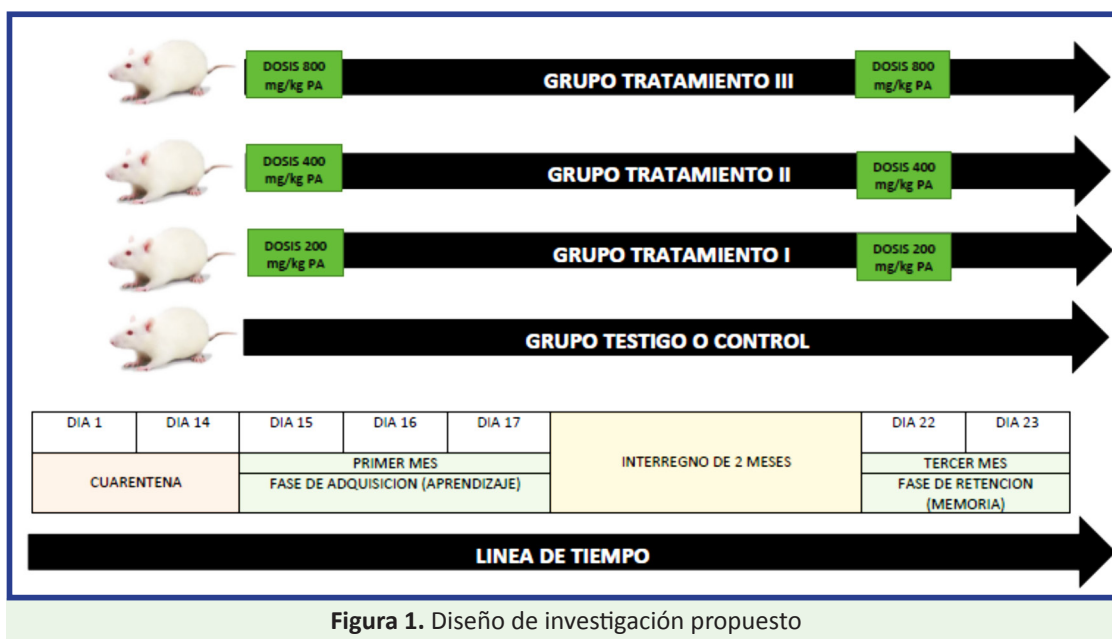 DOSIS 800
mg/kg PA
GRUPO TRATAMIENTO III
DOSIS 800
mg/kg PA
DOSIS 400
mg/kg PA
GRUPO TRATAMIENTO II
DOSIS 400
mg/kg PA
DOSIS 200
mg/kg PA
GRUPO TRATAMIENTO I
DOSIS 200
mg/kg PA
GRUPO TESTIGO O CONTROL
DIA 1
DIA 14
DIA 15
DIA 16
DIA 17
DIA 22
DIA 23
CUARENTENA
PRIMER MES
FASE DE ADQUISICION (APRENDIZAJE)
INTERREGNO DE 2 MESES
TERCER MES
FASE DE RETENCION
(MEMORIA)
LINEA DE TIEMPO
Figura 1. Diseño de investigación propuesto